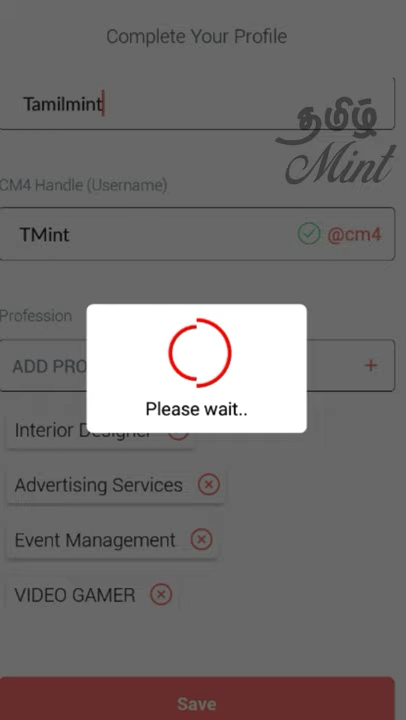 Complete Your Profile
Tamilmint
தமிழ்
Mint
CM4 Handle (Username)
TMint
@cm4
Profession
ADD PRO
+
Please wait..
Interior Designer
Advertising Services
Event Management
VIDEO GAMER
Save